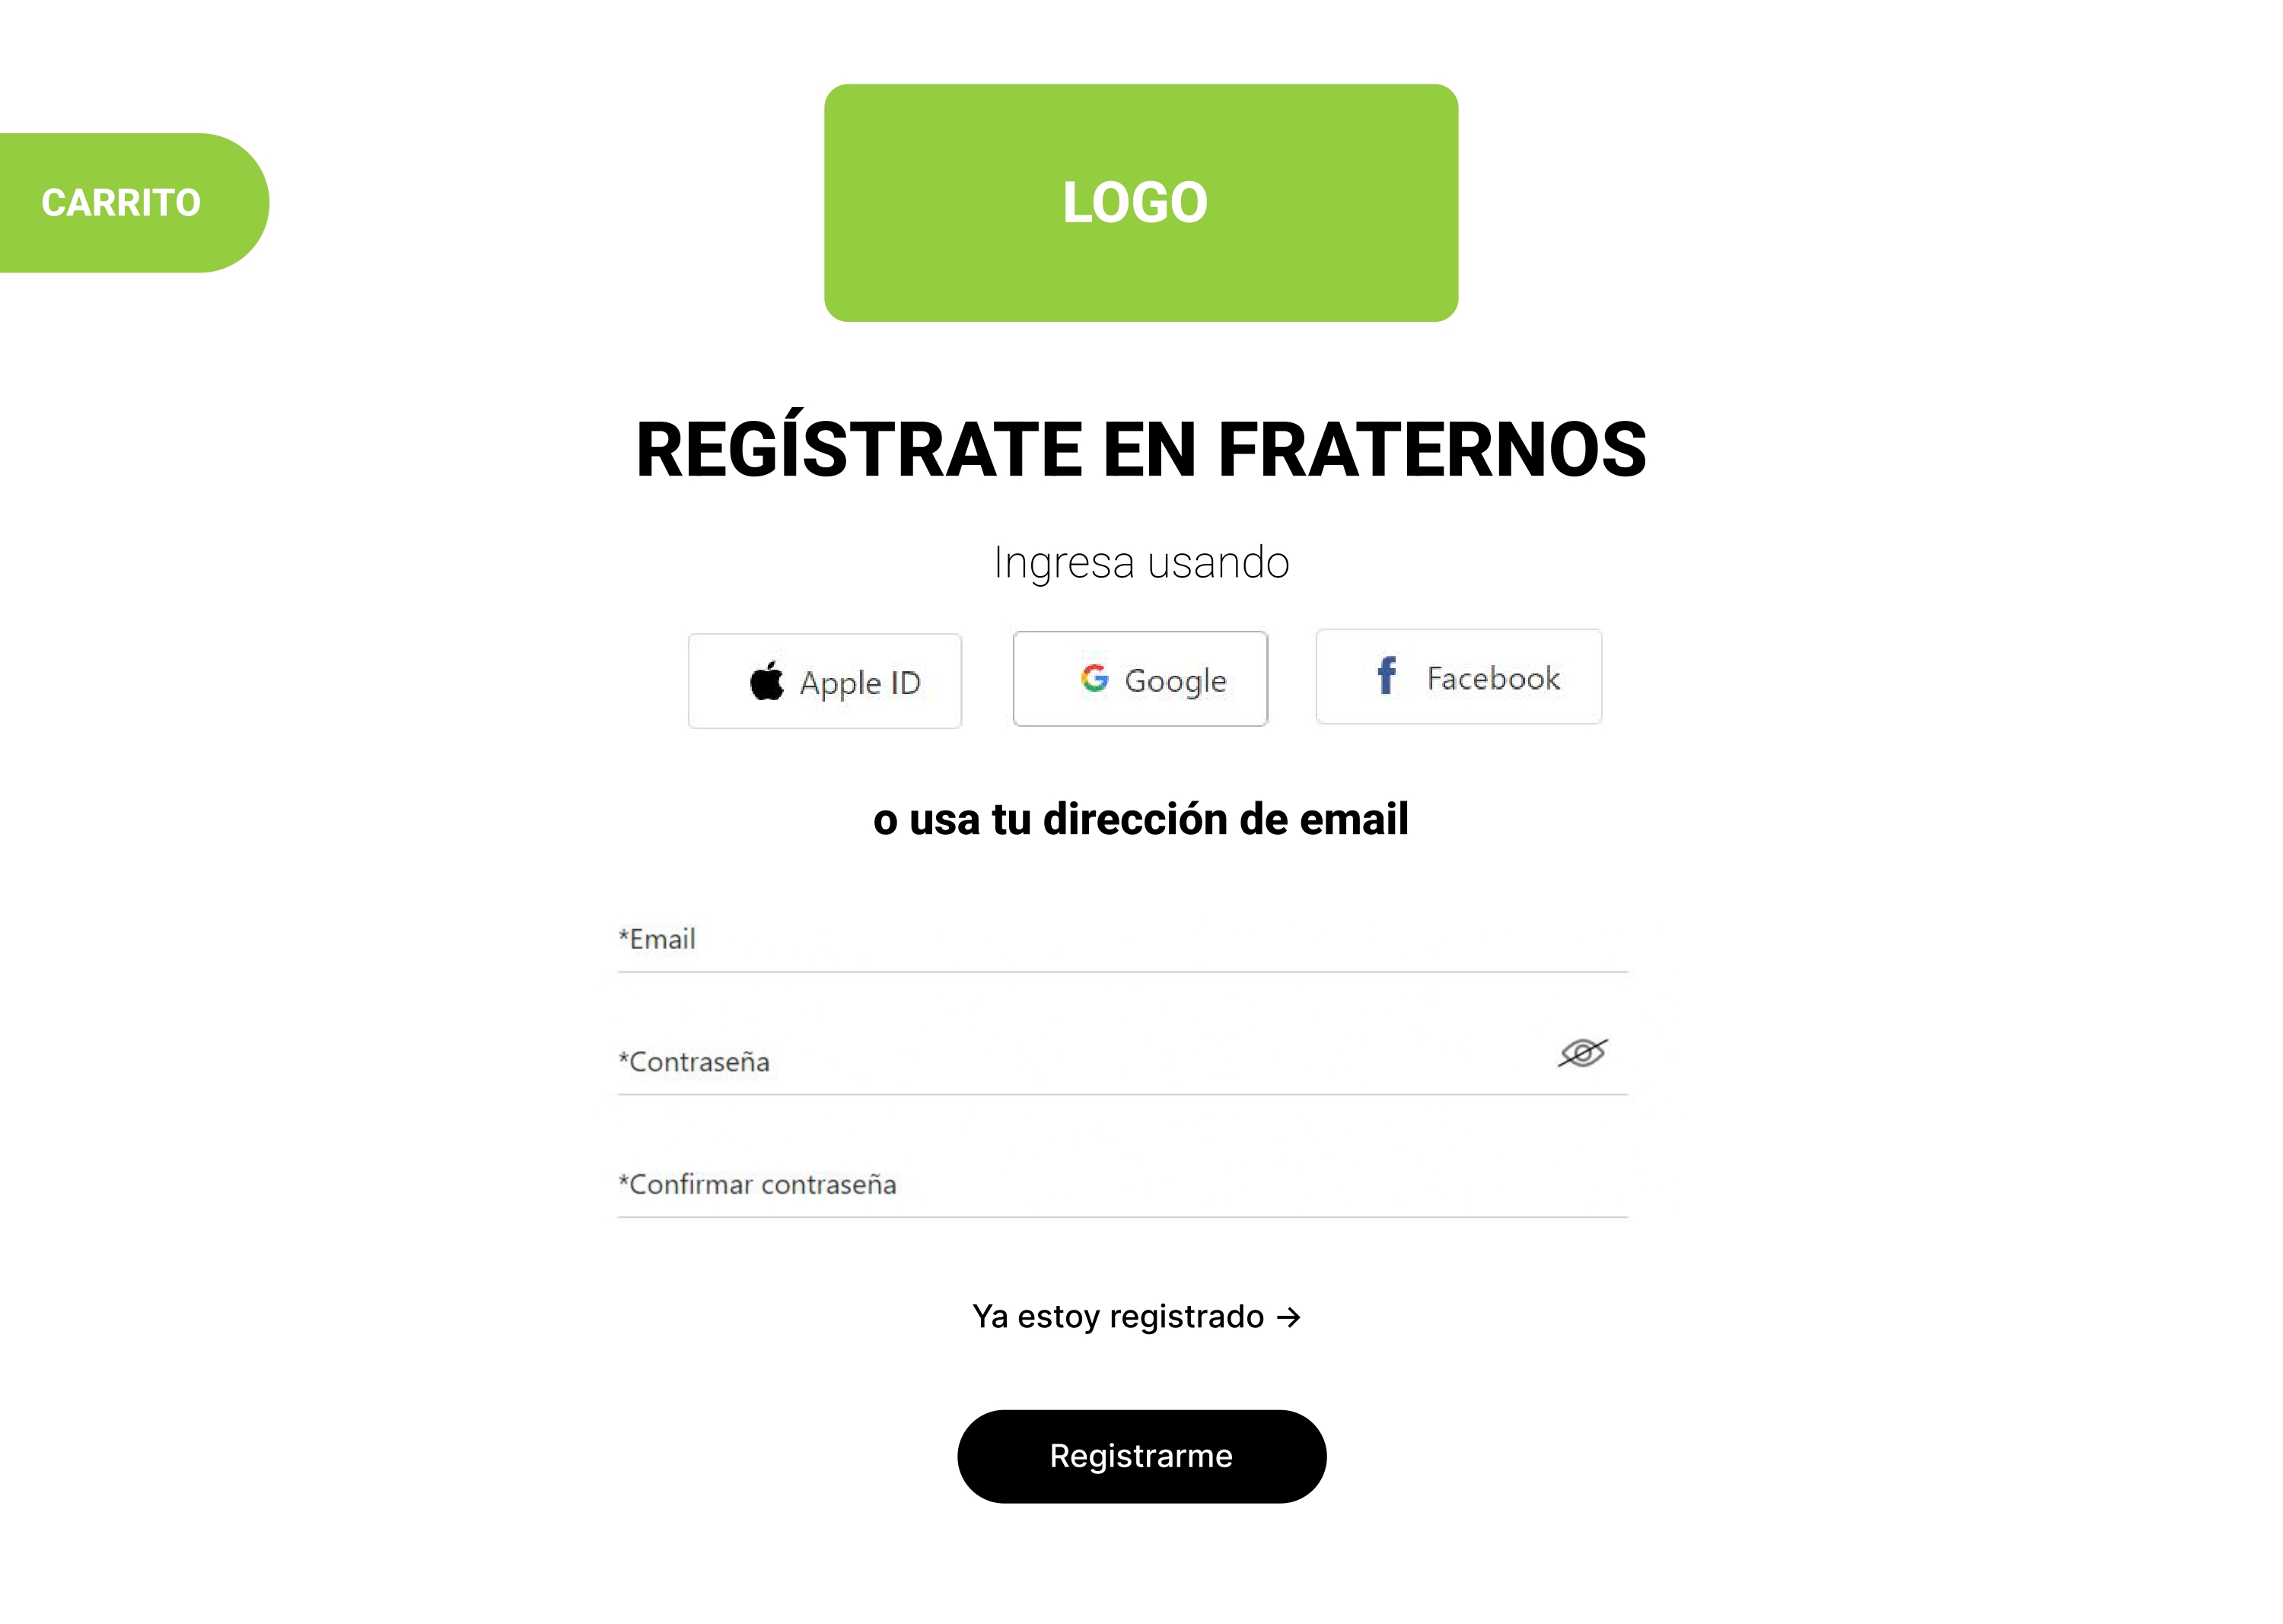 CARRITO
LOGO
REGÍSTRATE EN FRATERNOS
Ingresa usando
Apple ID
Google
Facebook
o usa tu dirección de email
*Email
*Contraseña
*Confirmar contraseña
Ya estoy registrado →
Registrarme